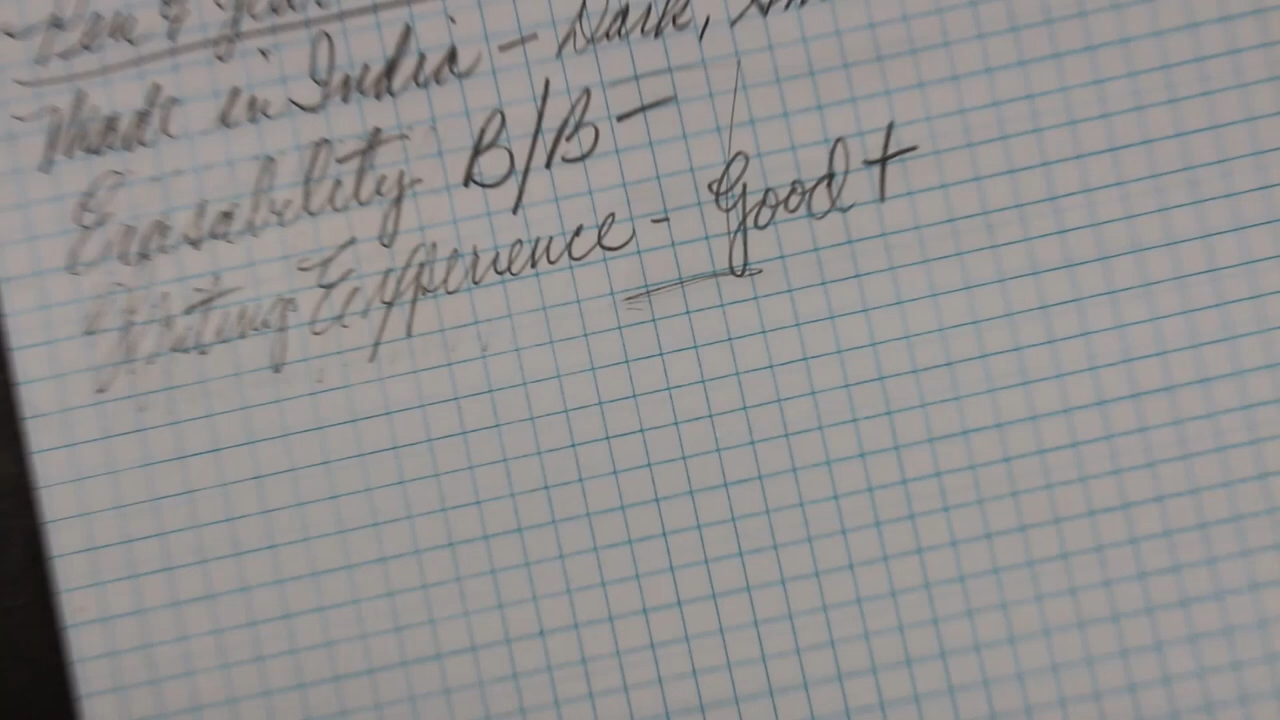 Made in India - Dark,
Erasability B/B-
Writing Experience - Good+